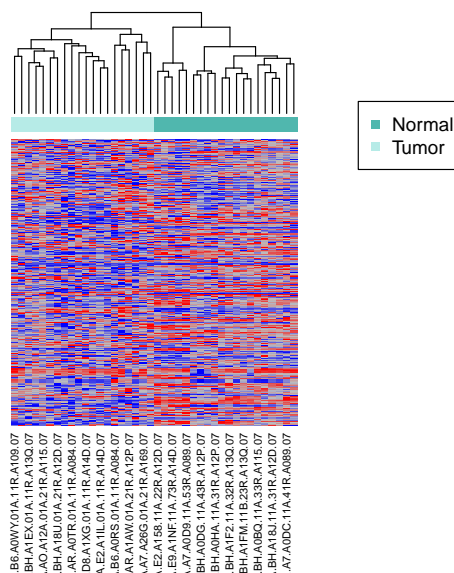 Normal
Tumor
.B6.A0WY.01A.11R.A109.07
.BH.A1EX.01A.11R.A13Q.07
.AO.A12A.01A.21R.A115.07
.BH.A18U.01A.21R.A12D.07
.AR.A0TR.01A.11R.A084.07
D8.A1XG.01A.11R.A14D.07
A.E2.A1IL.01A.11R.A14D.07
.B6.A0RS.01A.11R.A084.07
.AR.A1AW.01A.21R.A12P.07
A.A7.A26G.01A.21R.A169.07
A.E2.A158.11A.22R.A12D.07
A.E9.A1NF.11A.73R.A14D.07
.A7.A0D9.11A.53R.A089.07
.BH.A0DG.11A.43R.A12P.07
.BH.A0HA.11A.31R.A12P.07
.BH.A1F2.11A.32R.A13Q.07
.BH.A1FM.11B.23R.A13Q.07
.BH.A0BQ.11A.33R.A115.07
.BH.A18J.11A.31R.A12D.07
.A7.A0DC.11A.41R.A089.07